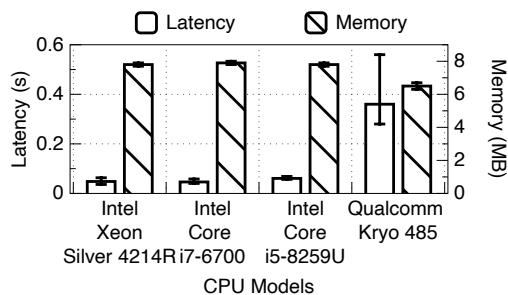 Latency Memory
Latency (s)
0.6
0.4
0.2
0
Memory (MB)
8
6
4
2
0
Intel Xeon Silver 4214R
Intel Core i7-6700
Intel Core i5-8259U
Qualcomm Kryo 485
CPU Models